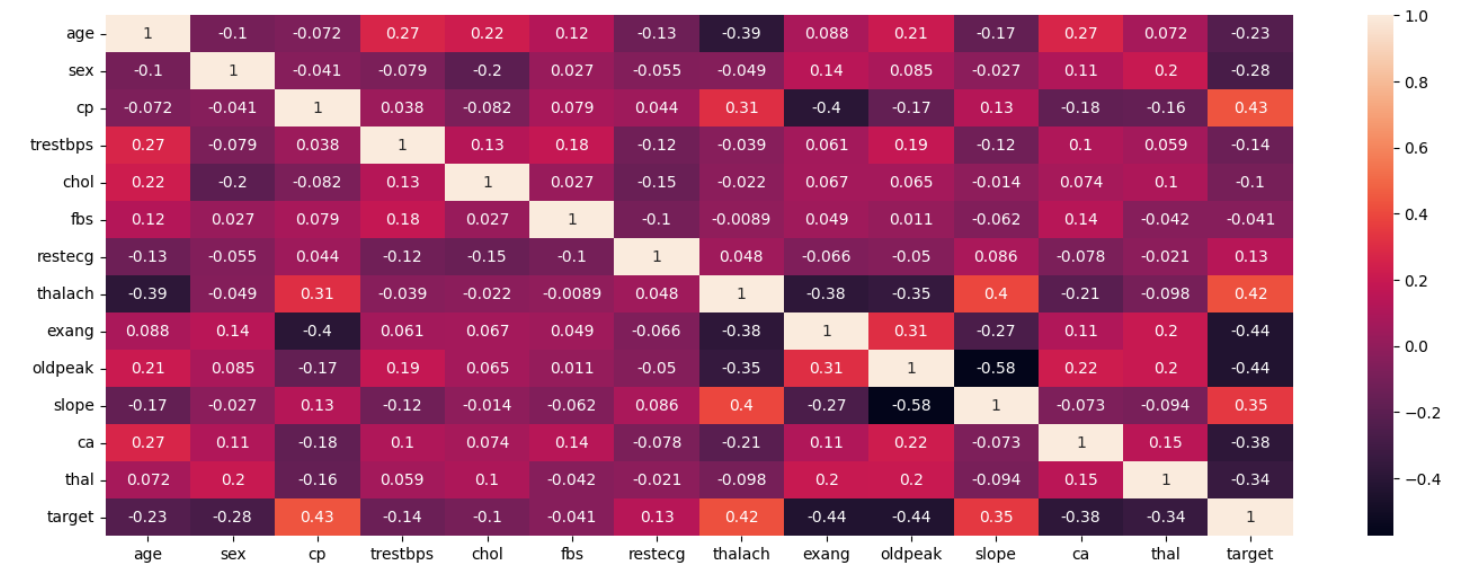 age 1 -0.1 -0.072 0.27 0.22 0.12 -0.13 -0.39 0.088 0.21 -0.17 0.27 0.072 -0.23
sex -0.1 1 -0.041 -0.079 -0.2 0.027 -0.055 -0.049 0.14 0.085 -0.027 0.11 0.2 -0.28
cp -0.072 -0.041 1 0.038 -0.082 0.079 0.044 0.31 -0.4 -0.17 0.13 -0.18 -0.16 0.43
trestbps 0.27 -0.079 0.038 1 0.13 0.18 -0.12 -0.039 0.061 0.19 -0.12 0.1 0.059 -0.14
chol 0.22 -0.2 -0.082 0.13 1 0.027 -0.15 -0.022 0.067 0.065 -0.014 0.074 0.1 -0.1
fbs 0.12 0.027 0.079 0.18 0.027 1 -0.1 -0.0089 0.049 0.011 -0.062 0.14 -0.042 -0.041
restecg -0.13 -0.055 0.044 -0.12 -0.15 -0.1 1 0.048 -0.066 -0.05 0.086 -0.078 -0.021 0.13
thalach -0.39 -0.049 0.31 -0.039 -0.022 -0.0089 0.048 1 -0.38 -0.35 0.4 -0.21 -0.098 0.42
exang 0.088 0.14 -0.4 0.061 0.067 0.049 -0.066 -0.38 1 0.31 -0.27 0.11 0.2 -0.44
oldpeak 0.21 0.085 -0.17 0.19 0.065 0.011 -0.05 -0.35 0.31 1 -0.58 0.22 0.2 -0.44
slope -0.17 -0.027 0.13 -0.12 -0.014 -0.062 0.086 0.4 -0.27 -0.58 1 -0.073 -0.094 0.35
ca 0.27 0.11 -0.18 0.1 0.074 0.14 -0.078 -0.21 0.11 0.22 -0.073 1 0.15 -0.38
thal 0.072 0.2 -0.16 0.059 0.1 -0.042 -0.021 -0.098 0.2 0.2 -0.094 0.15 1 -0.34
target -0.23 -0.28 0.43 -0.14 -0.1 -0.041 0.13 0.42 -0.44 -0.44 0.35 -0.38 -0.34 1
age sex cp trestbps chol fbs restecg thalach exang oldpeak slope ca thal target
1.0
0.8
0.6
0.4
0.2
0.0
−0.2
−0.4